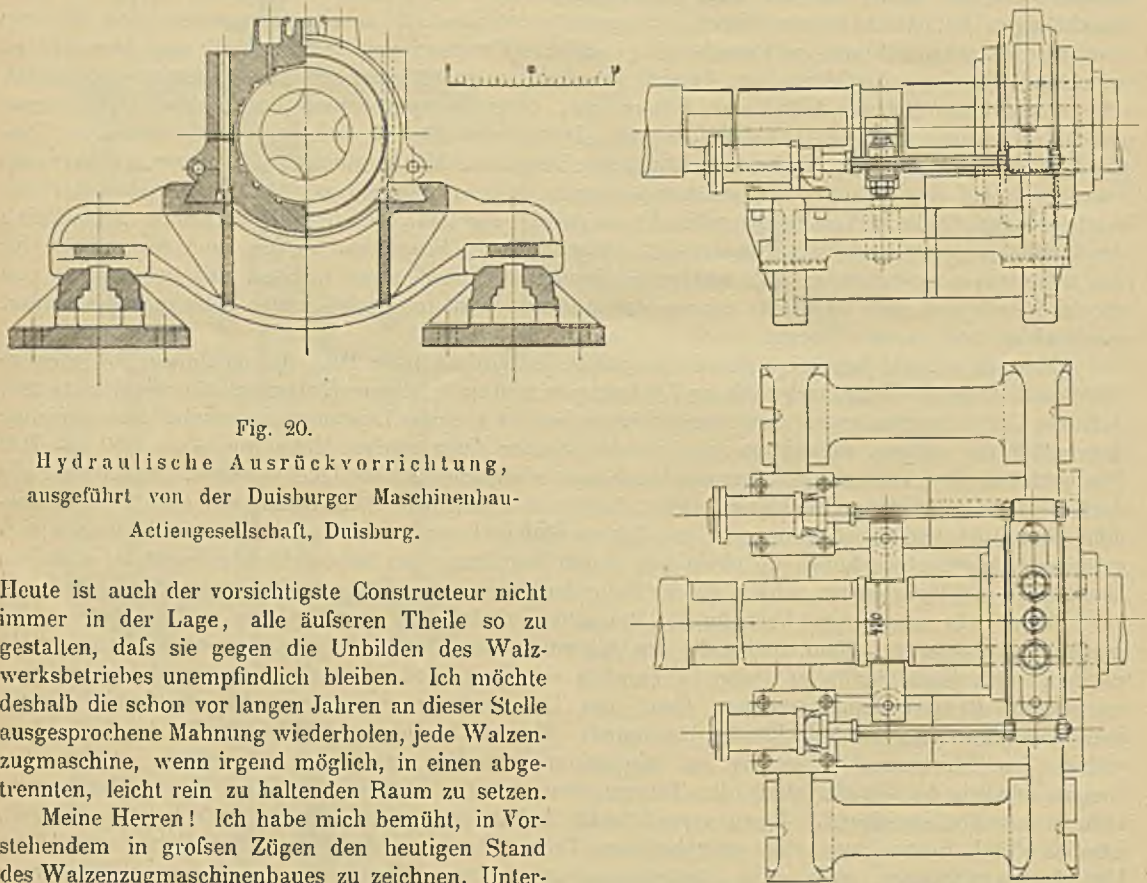 Fig. 20.
Hydraulische Ausrückvorrichtung,
ausgeführt von der Duisburger Maschinenbau-
Actiengesellschaft, Duisburg.
Heute ist auch der vorsichtigste Constructeur nicht
immer in der Lage, alle äufseren Theile so zu
gestalten, dafs sie gegen die Unbilden des Walz-
werksbetriebes unempfindlich bleiben. Ich möchte
deshalb die schon vor langen Jahren an dieser Stelle
ausgesprochene Mahnung wiederholen, jede Walzen-
zugmaschine, wenn irgend möglich, in einen abge-
trennten, leicht rein zu haltenden Raum zu setzen.
Meine Herren! Ich habe mich bemüht, in Vor-
stehendem in grofsen Zügen den heutigen Stand
des Walzenzugmaschinenbaues zu zeichnen. Unter-
420